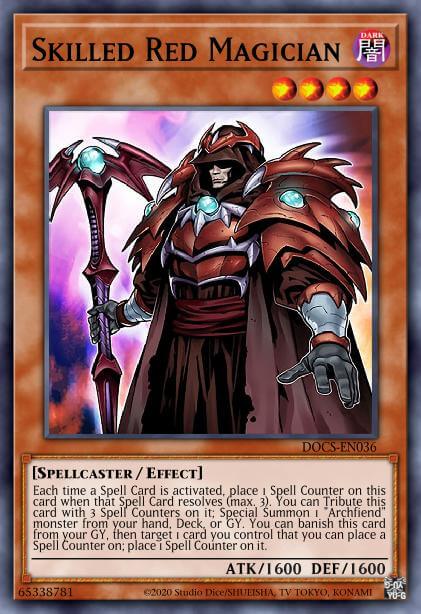 Skilled Red Magician
DARK
闇
DOCS-EN036
[Spellcaster / Effect]
Each time a Spell Card is activated, place 1 Spell Counter on this
card when that Spell Card resolves (max. 3). You can Tribute this
card with 3 Spell Counters on it; Special Summon 1 "Archfiend"
monster from your hand, Deck, or GY. You can banish this card
from your GY, then target 1 card you control that you can place a
Spell Counter on; place 1 Spell Counter on it.
ATK/1600 DEF/1600
65338781
©2020 Studio Dice/SHUEISHA, TV TOKYO, KONAMI